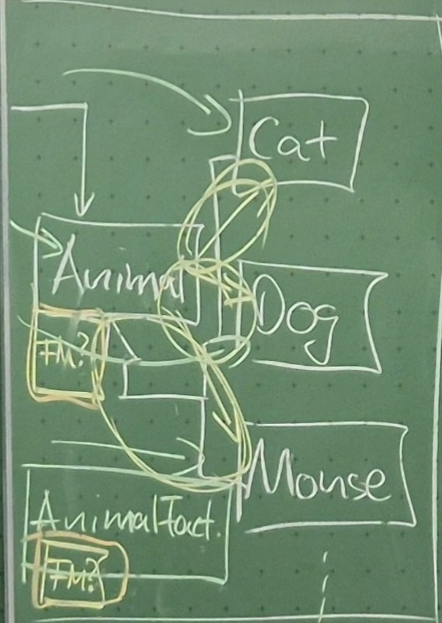 Cat
Animal
Dog
FM?
Mouse
AnimalFact.
FM?